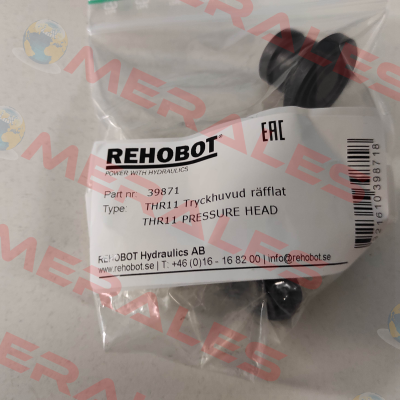 REHOBOT®
POWER WITH HYDRAULICS
EAC
Part nr: 39871
Type: THR11 Tryckhuvud räfflat
THR11 PRESSURE HEAD
REHOBOT Hydraulics AB
www.rehobot.se | T: +46 (0)16 - 16 82 00 | info@rehobot.se
MERALES
MERALES
MERALES